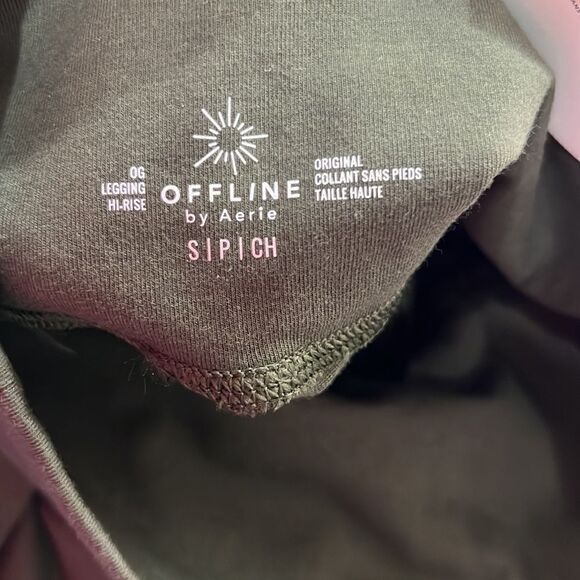 OG
LEGGING
HI-RISE
OFFLINE
by Aerie
S|P|CH
ORIGINAL
COLLANT SANS PIEDS
TAILLE HAUTE